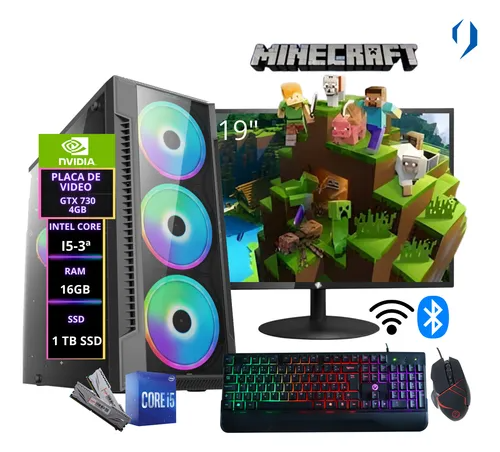 MINECRAFT
19"
NVIDIA
PLACA DE
VIDEO
GTX 730
4GB
INTEL CORE
I5-3ª
RAM
16GB
SSD
1 TB SSD
CORE i5